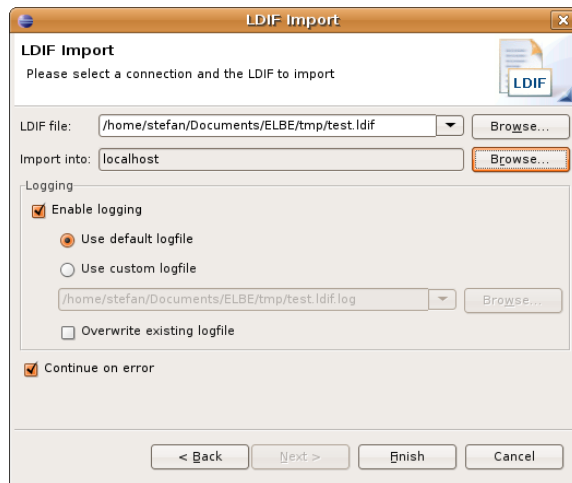 LDIF Import
LDIF Import
Please select a connection and the LDIF to import
LDIF
LDIF file: /home/stefan/Documents/ELBE/tmp/test.ldif Browse...
Import into: localhost Browse...
Logging
Enable logging
Use default logfile
Use custom logfile
/home/stefan/Documents/ELBE/tmp/test.ldif.log Browse...
Overwrite existing logfile
Continue on error
< Back Next > Finish Cancel